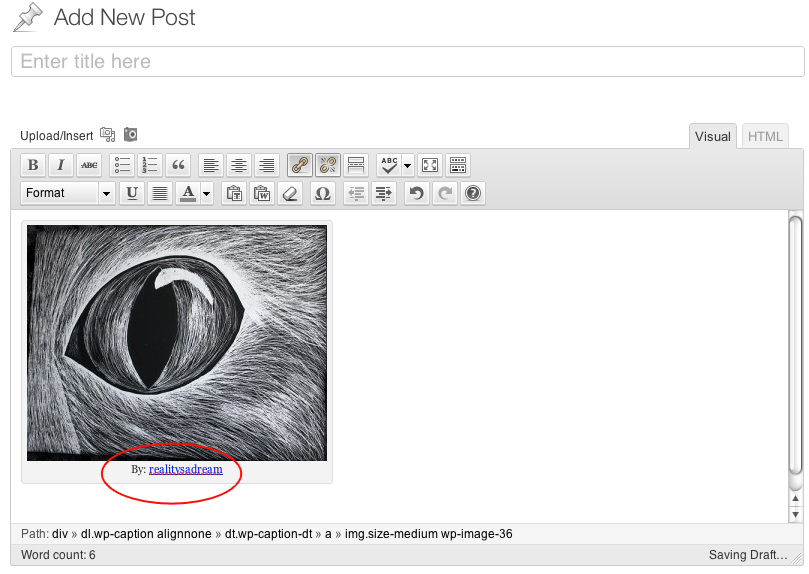 Add New Post
Enter title here
Upload/Insert
Visual HTML
B I ABC ABC
Format U A T W Ω ?
By: realitysadream
Path: div » dl.wp-caption alignnone » dt.wp-caption-dt » a » img.size-medium wp-image-36
Word count: 6 Saving Draft...